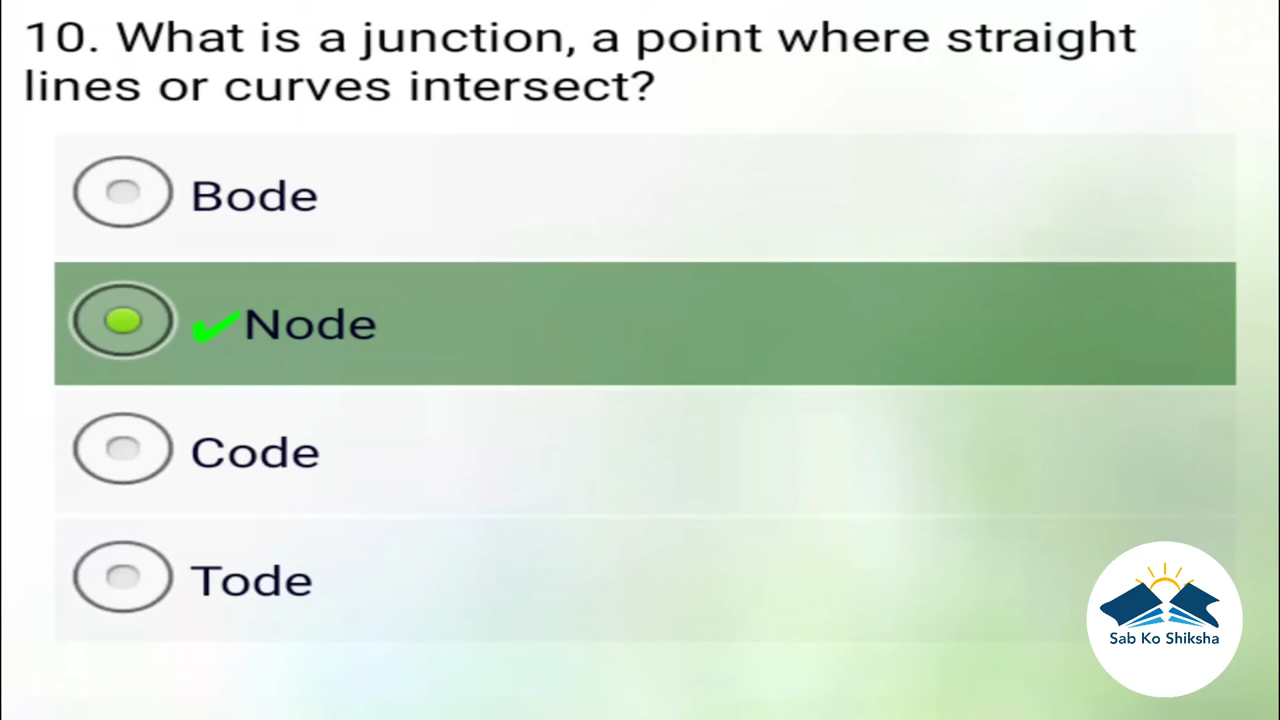 10. What is a junction, a point where straight
lines or curves intersect?
Bode
✔Node
Code
Tode
Sab Ko Shiksha